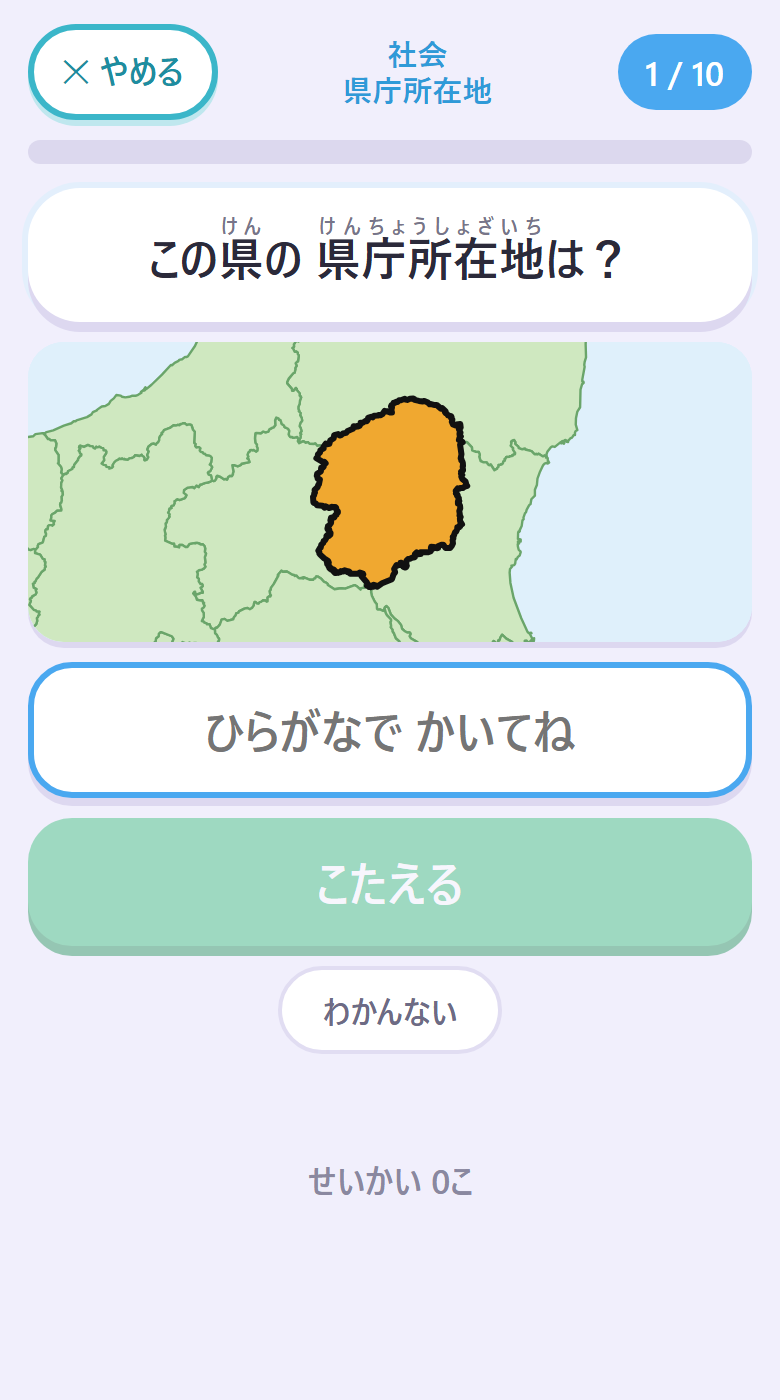 × やめる
社会
県庁所在地
1 / 10
けん けんちょうしょざいち
この県の 県庁所在地は？
ひらがなで かいてね
こたえる
わかんない
せいかい 0こ